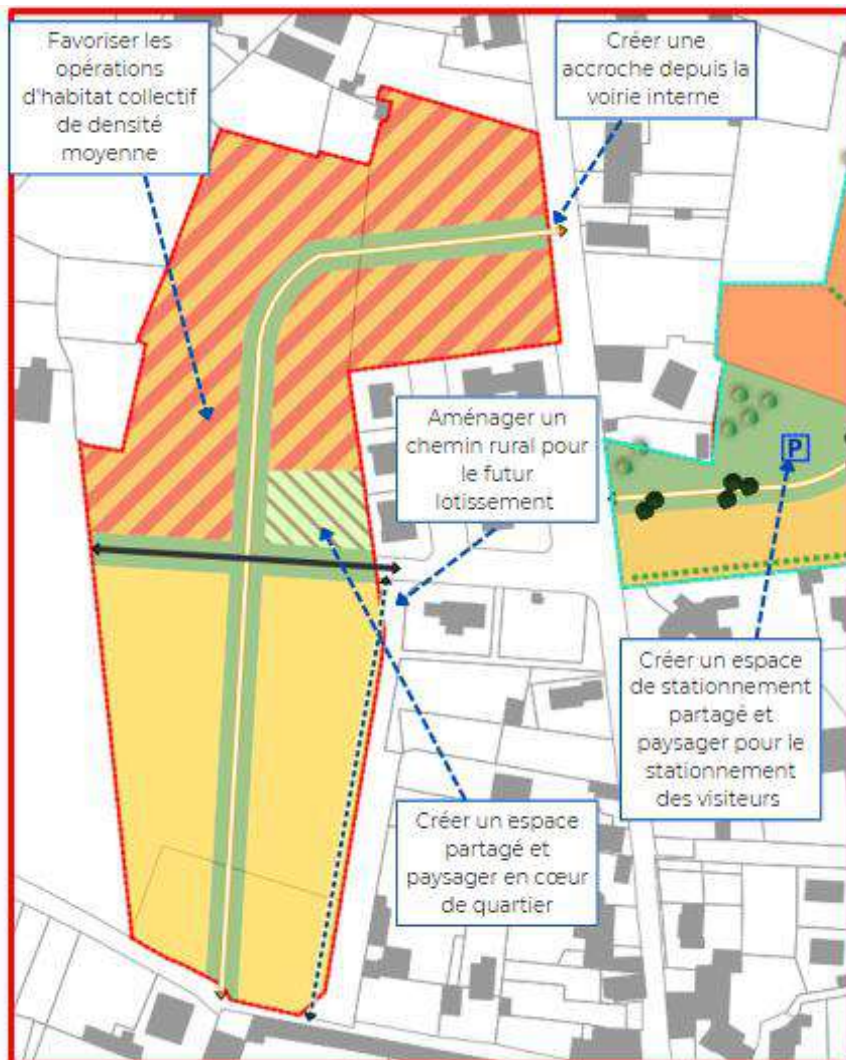 Favoriser les
opérations
d'habitat collectif
de densité
moyenne
Créer une
accroche depuis la
voirie interne
Aménager un
chemin rural pour
le futur
lotissement
P
Créer un espace
de stationnement
partagé et
paysager pour le
stationnement
des visiteurs
Créer un espace
partagé et
paysager en cœur
de quartier